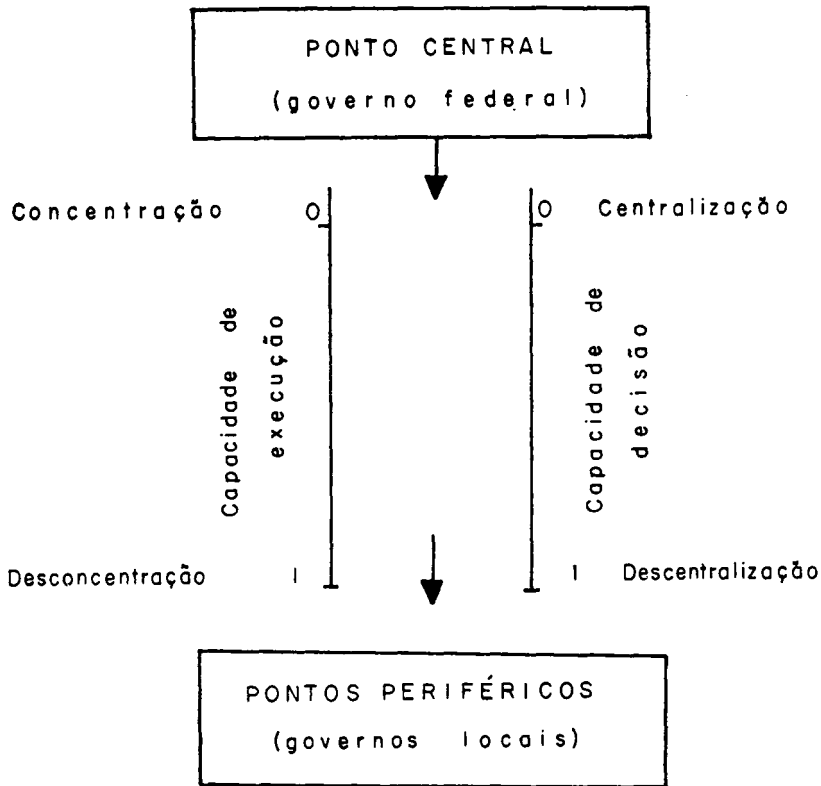 PONTO CENTRAL
(governo federal)
Concentração 0
0 Centralização
Capacidade de
execução
Capacidade de
decisão
Desconcentração 1
1 Descentralização
PONTOS PERIFÉRICOS
(governos locais)